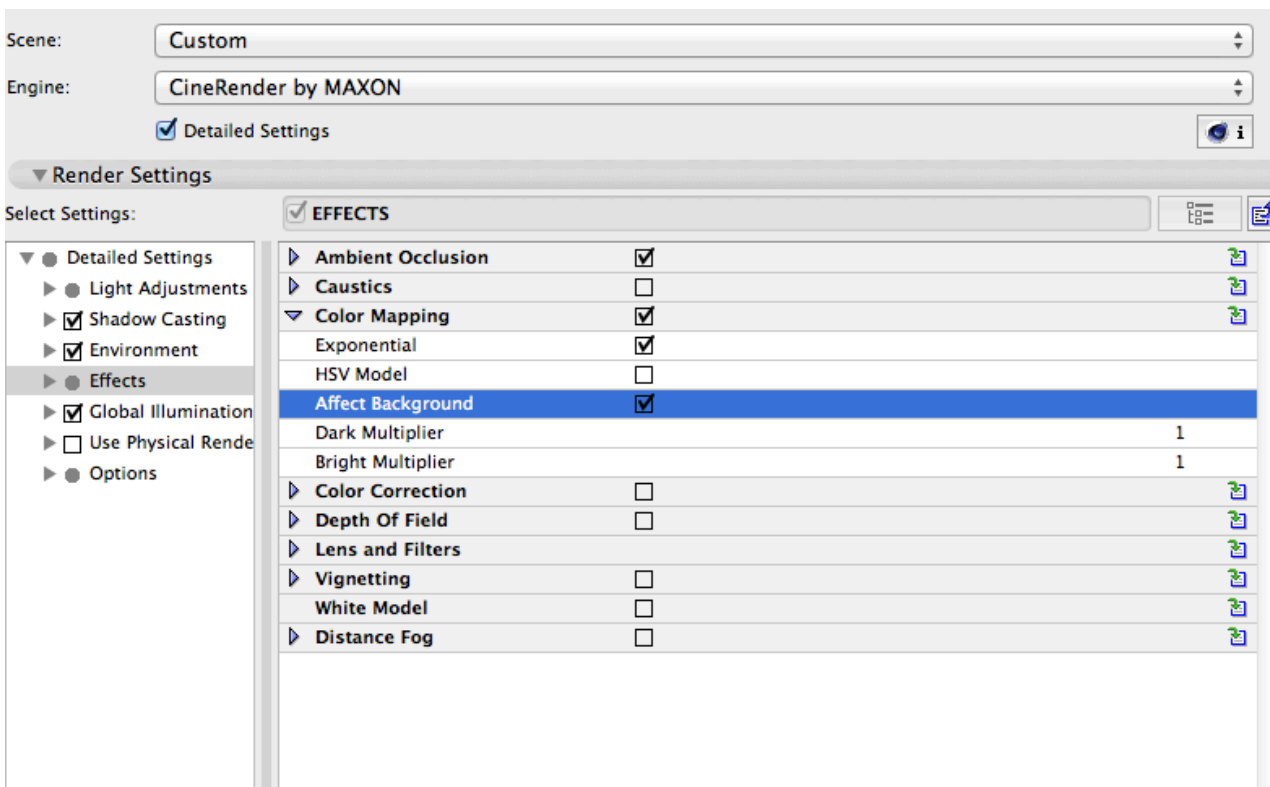 Scene: Custom
Engine: CineRender by MAXON
Detailed Settings
i
Render Settings
Select Settings: EFFECTS
Detailed Settings
Light Adjustments
Shadow Casting
Environment
Effects
Global Illumination
Use Physical Rende
Options
Ambient Occlusion
Caustics
Color Mapping
Exponential
HSV Model
Affect Background
Dark Multiplier 1
Bright Multiplier 1
Color Correction
Depth Of Field
Lens and Filters
Vignetting
White Model
Distance Fog